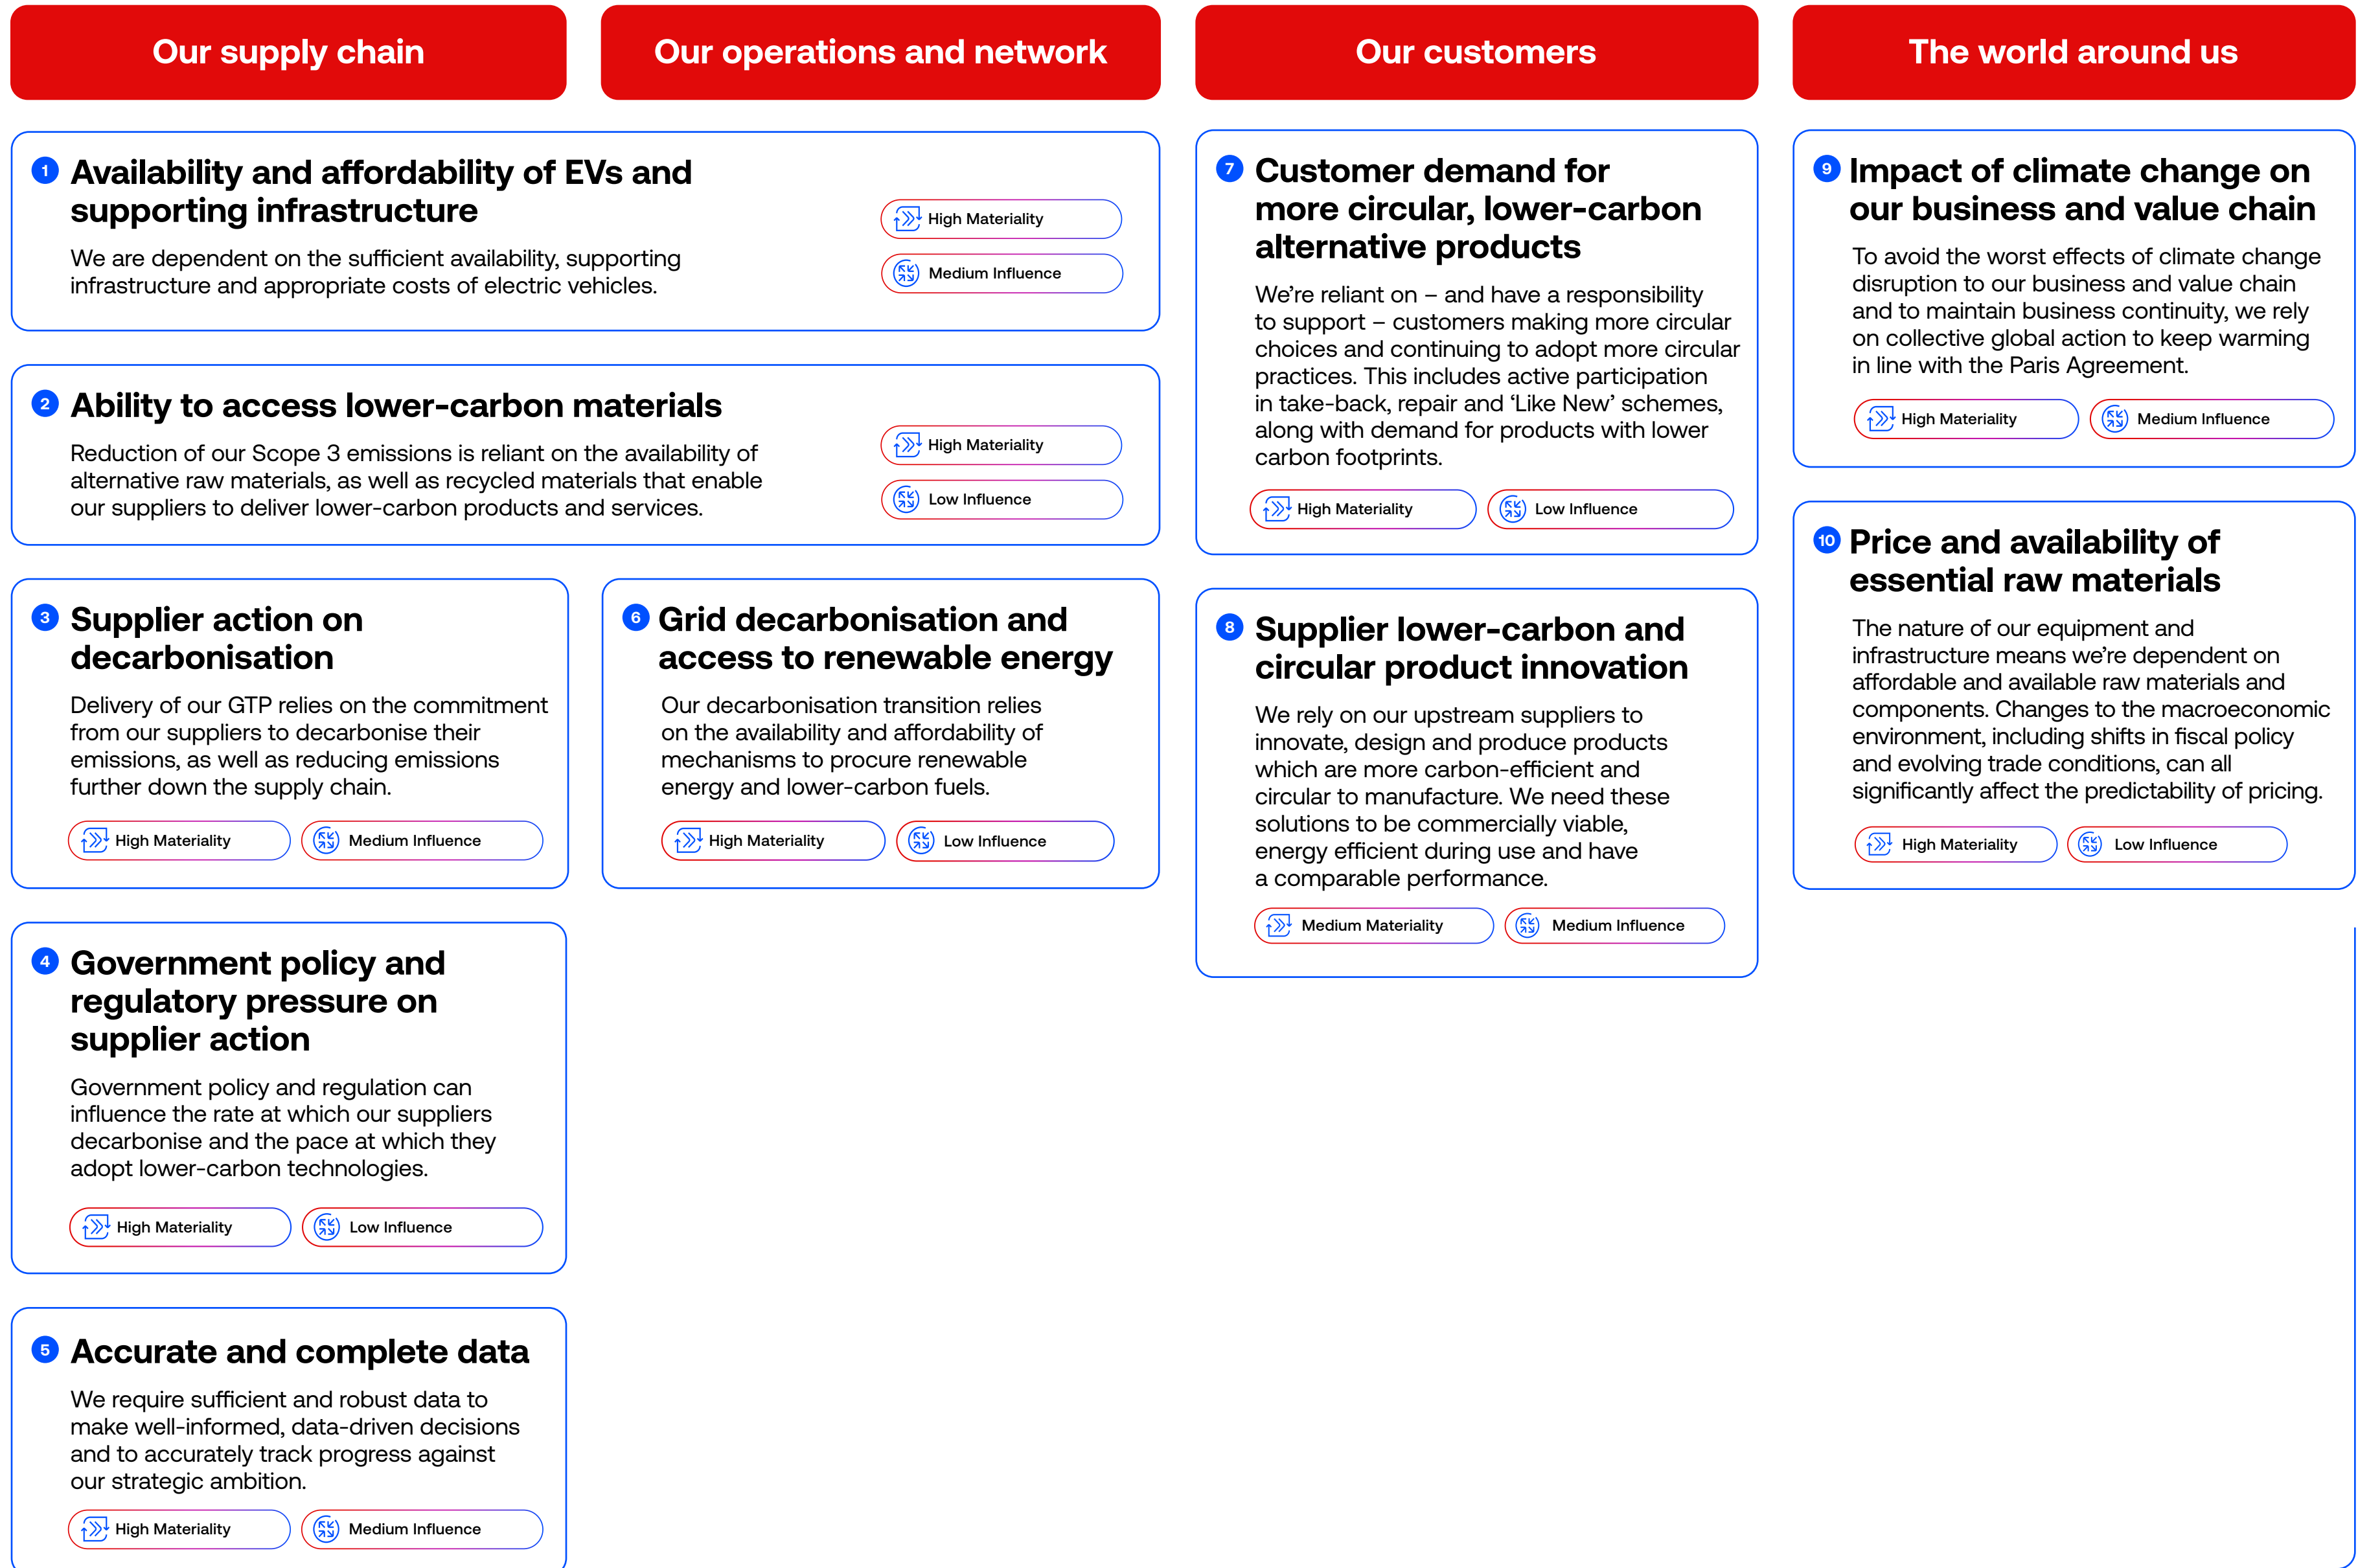 Our supply chain
Our operations and network
Our customers
The world around us
1
Availability and affordability of EVs and
supporting infrastructure
We are dependent on the sufficient availability, supporting
infrastructure and appropriate costs of electric vehicles.
High Materiality
Medium Influence
2
Ability to access lower-carbon materials
Reduction of our Scope 3 emissions is reliant on the availability of
alternative raw materials, as well as recycled materials that enable
our suppliers to deliver lower-carbon products and services.
High Materiality
Low Influence
3
Supplier action on
decarbonisation
Delivery of our GTP relies on the commitment
from our suppliers to decarbonise their
emissions, as well as reducing emissions
further down the supply chain.
High Materiality
Medium Influence
4
Government policy and
regulatory pressure on
supplier action
Government policy and regulation can
influence the rate at which our suppliers
decarbonise and the pace at which they
adopt lower-carbon technologies.
High Materiality
Low Influence
5
Accurate and complete data
We require sufficient and robust data to
make well-informed, data-driven decisions
and to accurately track progress against
our strategic ambition.
High Materiality
Medium Influence
6
Grid decarbonisation and
access to renewable energy
Our decarbonisation transition relies
on the availability and affordability of
mechanisms to procure renewable
energy and lower-carbon fuels.
High Materiality
Low Influence
7
Customer demand for
more circular, lower-carbon
alternative products
We’re reliant on – and have a responsibility
to support – customers making more circular
choices and continuing to adopt more circular
practices. This includes active participation
in take-back, repair and ‘Like New’ schemes,
along with demand for products with lower
carbon footprints.
High Materiality
Low Influence
8
Supplier lower-carbon and
circular product innovation
We rely on our upstream suppliers to
innovate, design and produce products
which are more carbon-efficient and
circular to manufacture. We need these
solutions to be commercially viable,
energy efficient during use and have
a comparable performance.
Medium Materiality
Medium Influence
9
Impact of climate change on
our business and value chain
To avoid the worst effects of climate change
disruption to our business and value chain
and to maintain business continuity, we rely
on collective global action to keep warming
in line with the Paris Agreement.
High Materiality
Medium Influence
10
Price and availability of
essential raw materials
The nature of our equipment and
infrastructure means we’re dependent on
affordable and available raw materials and
components. Changes to the macroeconomic
environment, including shifts in fiscal policy
and evolving trade conditions, can all
significantly affect the predictability of pricing.
High Materiality
Low Influence